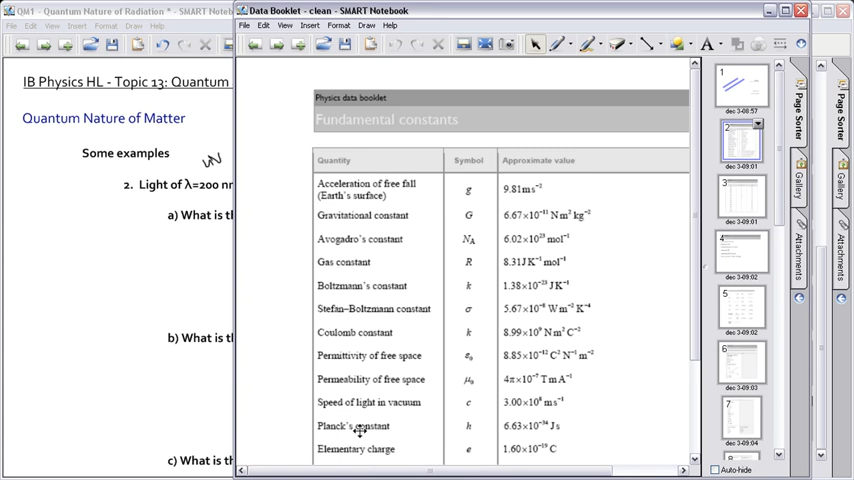 QM1 - Quantum Nature of Radiation * - SMART Notebook
File Edit View Insert Format Draw
IB Physics HL - Topic 13: Quantum
Quantum Nature of Matter
Some examples
UV
2. Light of λ=200 nm
a) What is th
b) What is the
c) What is th
Data Booklet - clean - SMART Notebook
File Edit View Insert Format Draw Help
Physics data booklet
Fundamental constants
Quantity Symbol Approximate value
Acceleration of free fall (Earth's surface) g 9.81 m s⁻²
Gravitational constant G 6.67×10⁻¹¹ N m² kg⁻²
Avogadro's constant N_A 6.02×10²³ mol⁻¹
Gas constant R 8.31 J K⁻¹ mol⁻¹
Boltzmann's constant k 1.38×10⁻²³ J K⁻¹
Stefan–Boltzmann constant σ 5.67×10⁻⁸ W m⁻² K⁻⁴
Coulomb constant k 8.99×10⁹ N m² C⁻²
Permittivity of free space ε₀ 8.85×10⁻¹² C² N⁻¹ m⁻²
Permeability of free space μ₀ 4π×10⁻⁷ T m A⁻¹
Speed of light in vacuum c 3.00×10⁸ m s⁻¹
Planck's constant h 6.63×10⁻³⁴ J s
Elementary charge e 1.60×10⁻¹⁹ C
1
dec 3-08:57
2
dec 3-09:01
3
dec 3-09:01
4
dec 3-09:02
5
dec 3-09:02
6
dec 3-09:03
7
dec 3-09:04
8
Auto-hide
Page Sorter
Gallery
Attachments
Page Sorter
Gallery
Attachments